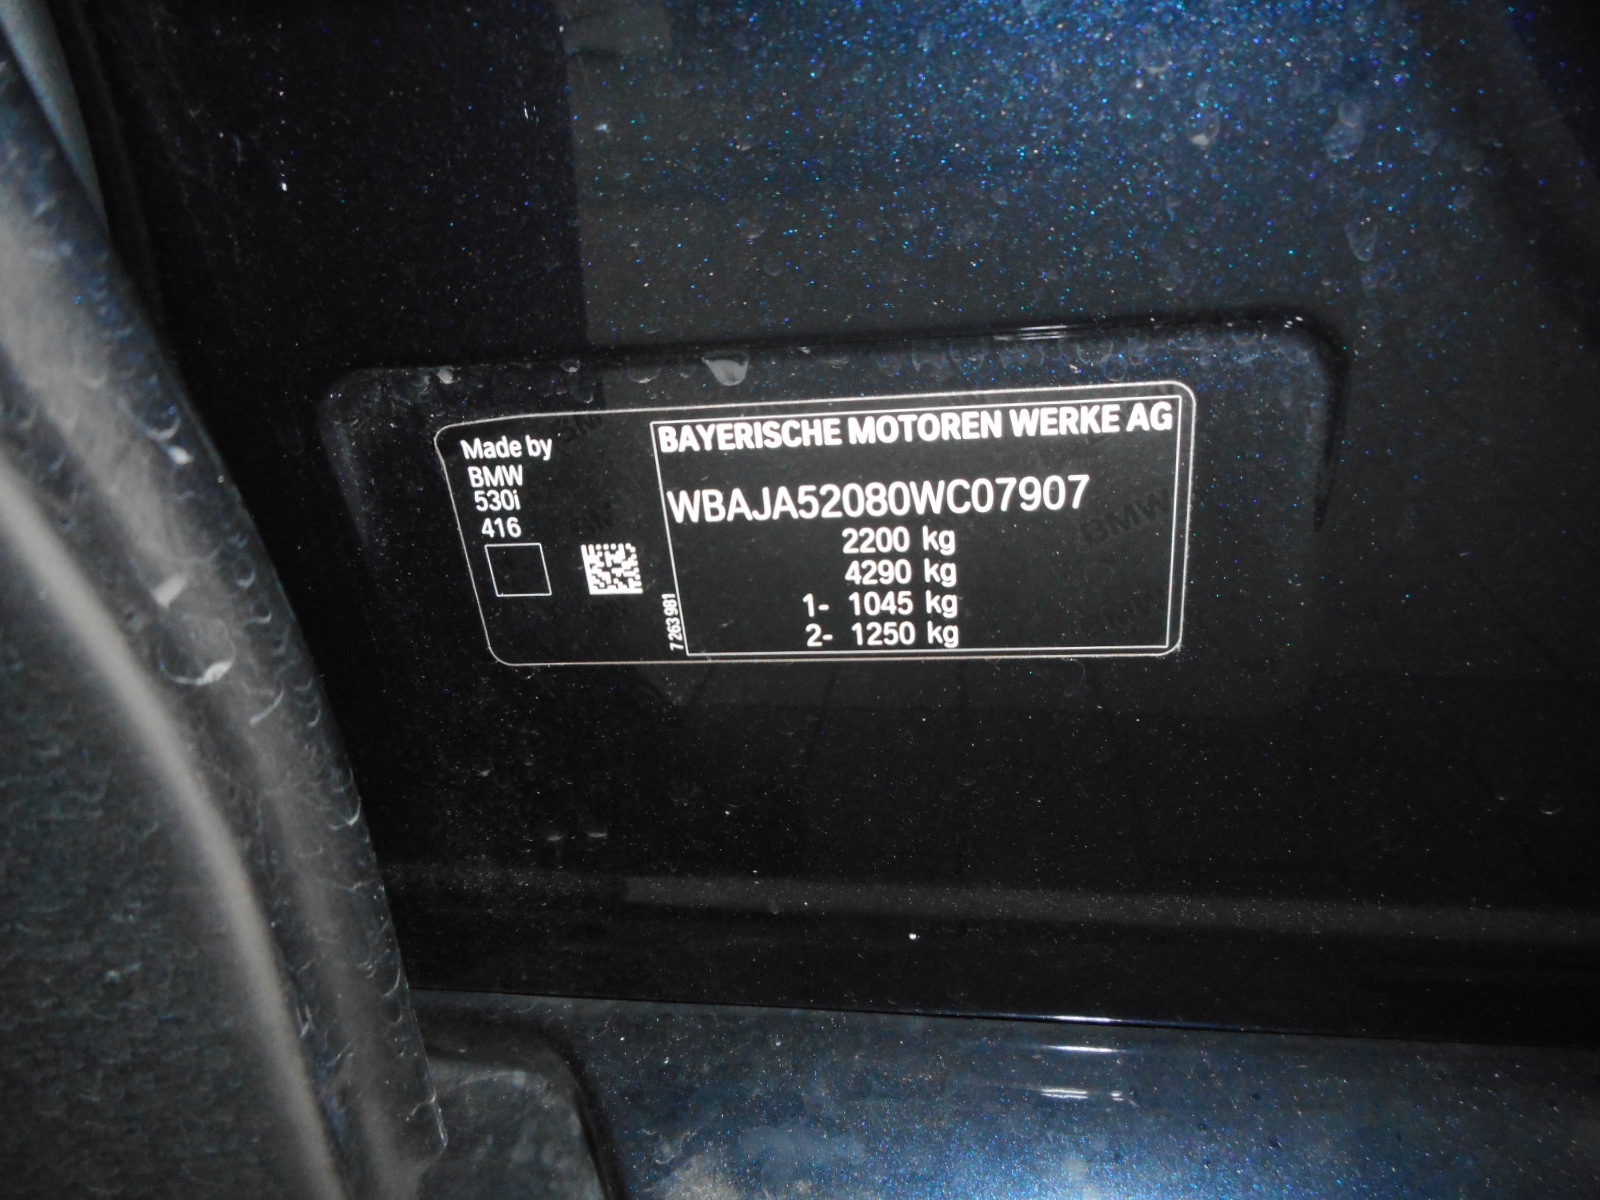 Made by
BMW
530i
416
7 263 981
BAYERISCHE MOTOREN WERKE AG
WBAJA52080WC07907
2200 kg
4290 kg
1- 1045 kg
2- 1250 kg
BMW